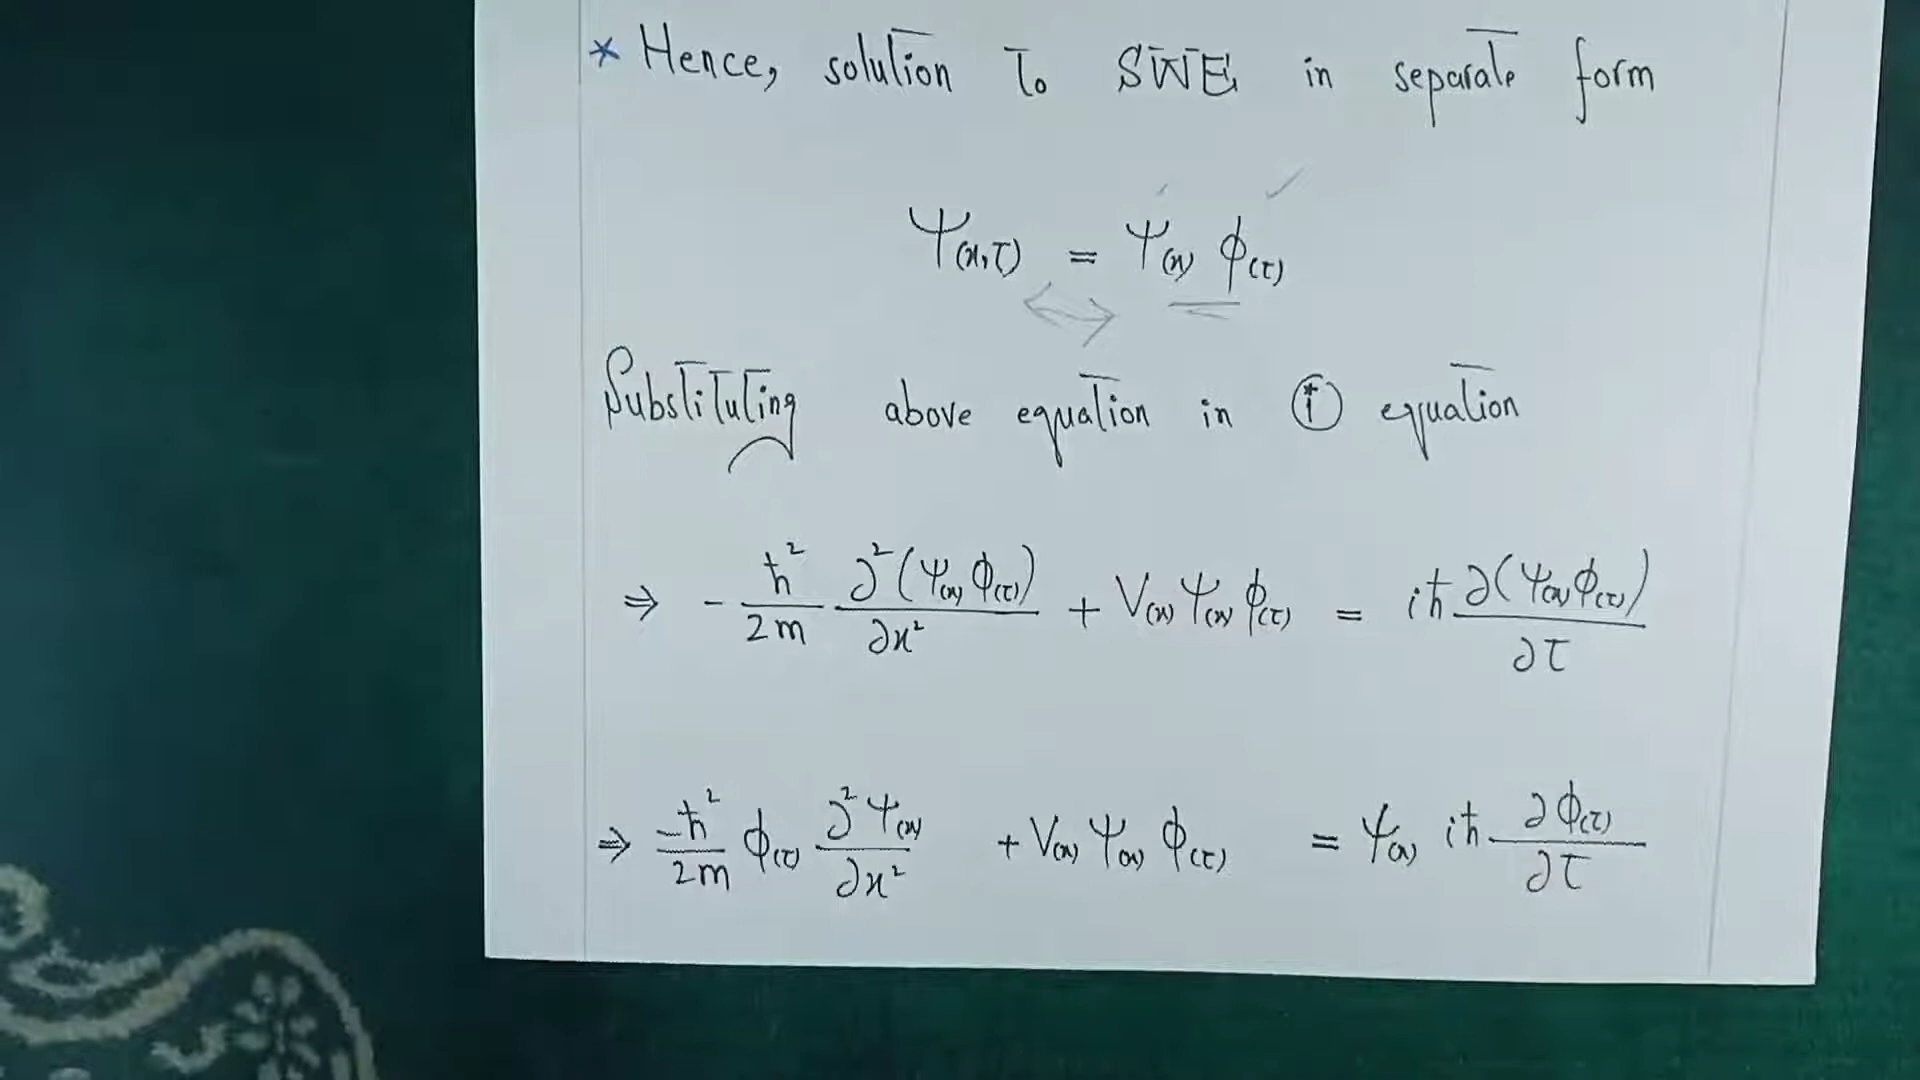 * Hence, solution to SWE in separate form
Ψ(x,t) = Ψ(x) ϕ(t)
Substituting above equation in ⓘ equation
⇒ - ħ²/2m ∂²(Ψ(x) ϕ(t))/∂x² + V(x) Ψ(x) ϕ(t) = iħ ∂(Ψ(x) ϕ(t))/∂t
⇒ -ħ²/2m ϕ(t) ∂²Ψ(x)/∂x² + V(x) Ψ(x) ϕ(t) = Ψ(x) iħ ∂ϕ(t)/∂t